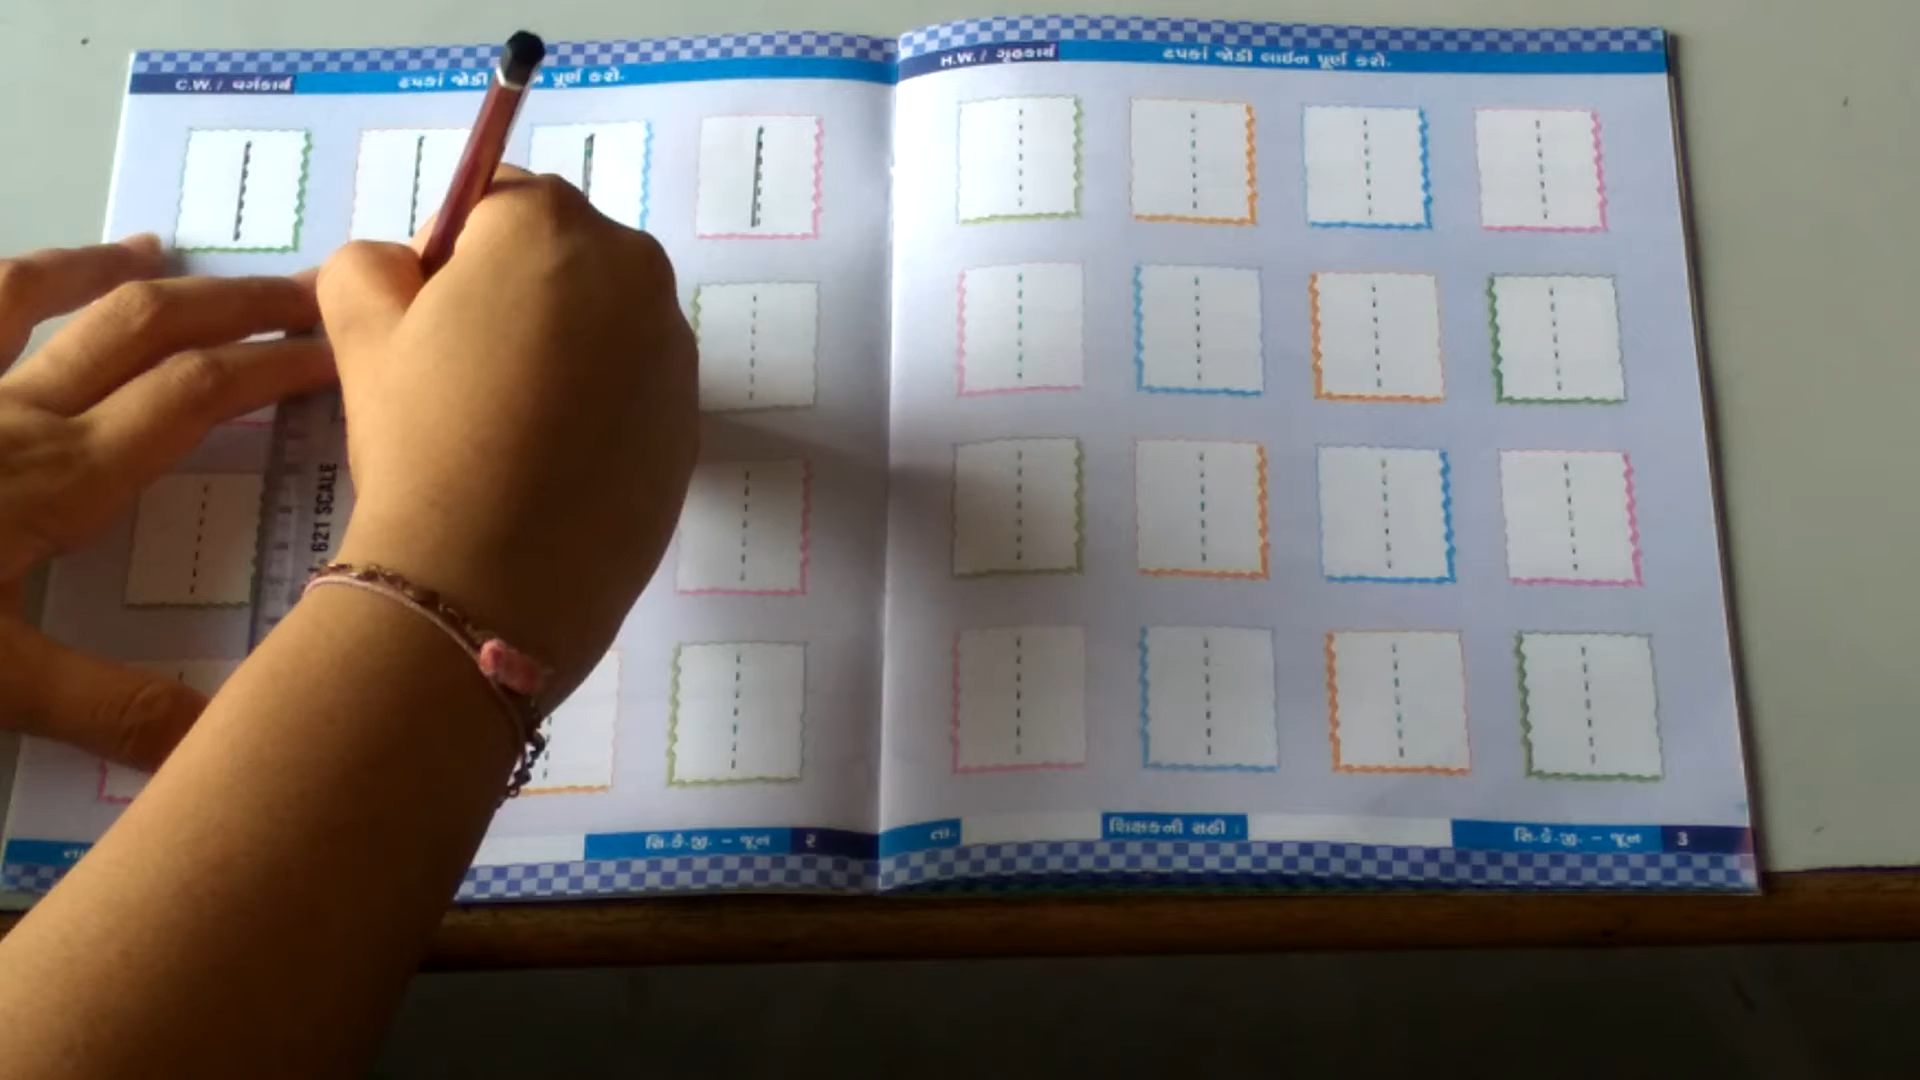 C.W. / વર્ગકાર્ય
ટપકાં જોડી પૂર્ણ કરો.
621 SCALE
સિ.કે.જી. - જૂન ૨
H.W. / ગૃહકાર્ય
ટપકાં જોડી લાઈન પૂર્ણ કરો.
તા.
શિક્ષકની સહી :
સિ.કે.જી. - જૂન 3